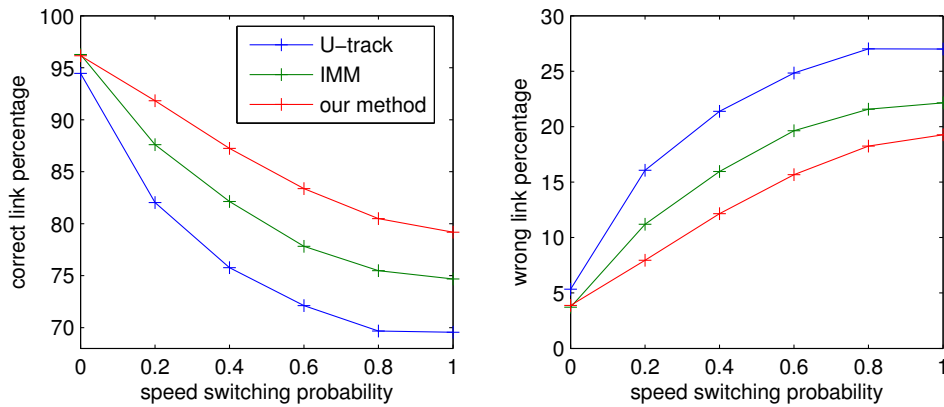 100
95
90
85
80
75
70
correct link percentage
0 0.2 0.4 0.6 0.8 1
speed switching probability
U-track
IMM
our method
30
25
20
15
10
5
0
wrong link percentage
0 0.2 0.4 0.6 0.8 1
speed switching probability